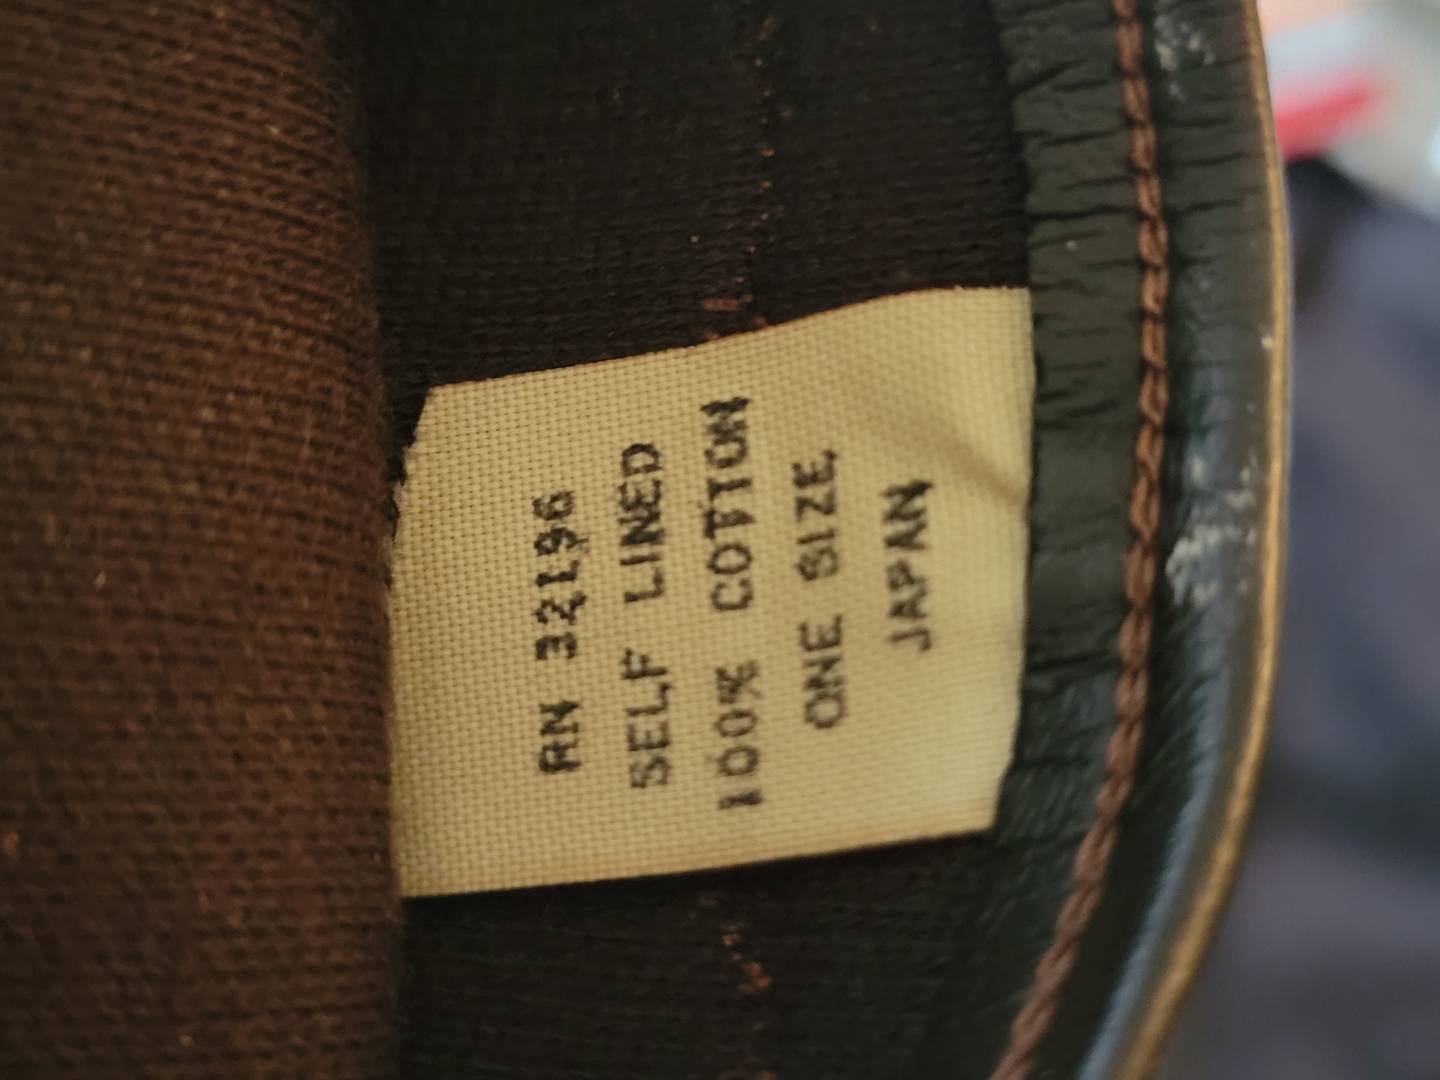 RN 32196
SELF LINED
100% COTTON
ONE SIZE
JAPAN